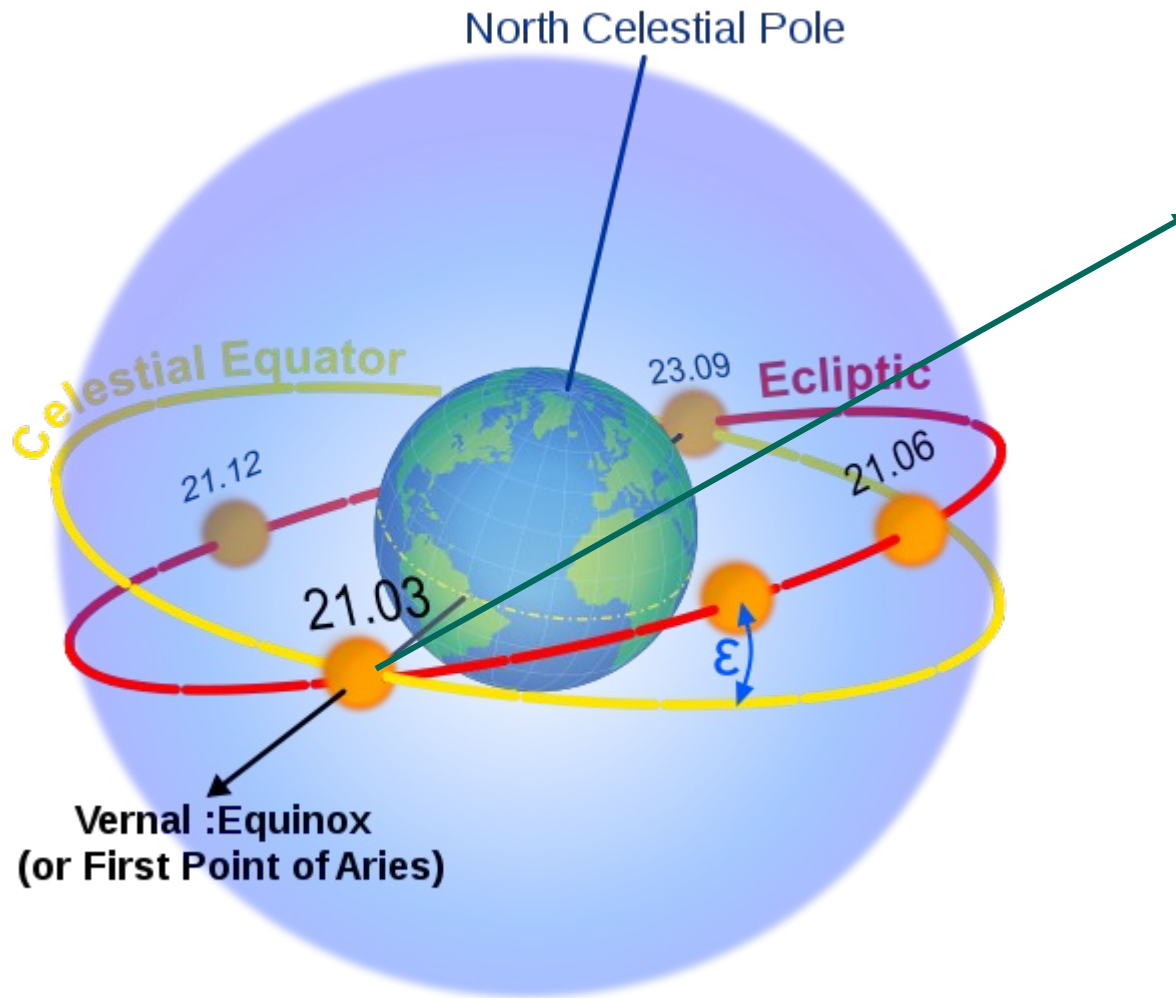 North Celestial Pole
Celestial Equator
23.09
Ecliptic
21.12
21.06
21.03
ε
Vernal :Equinox
(or First Point of Aries)